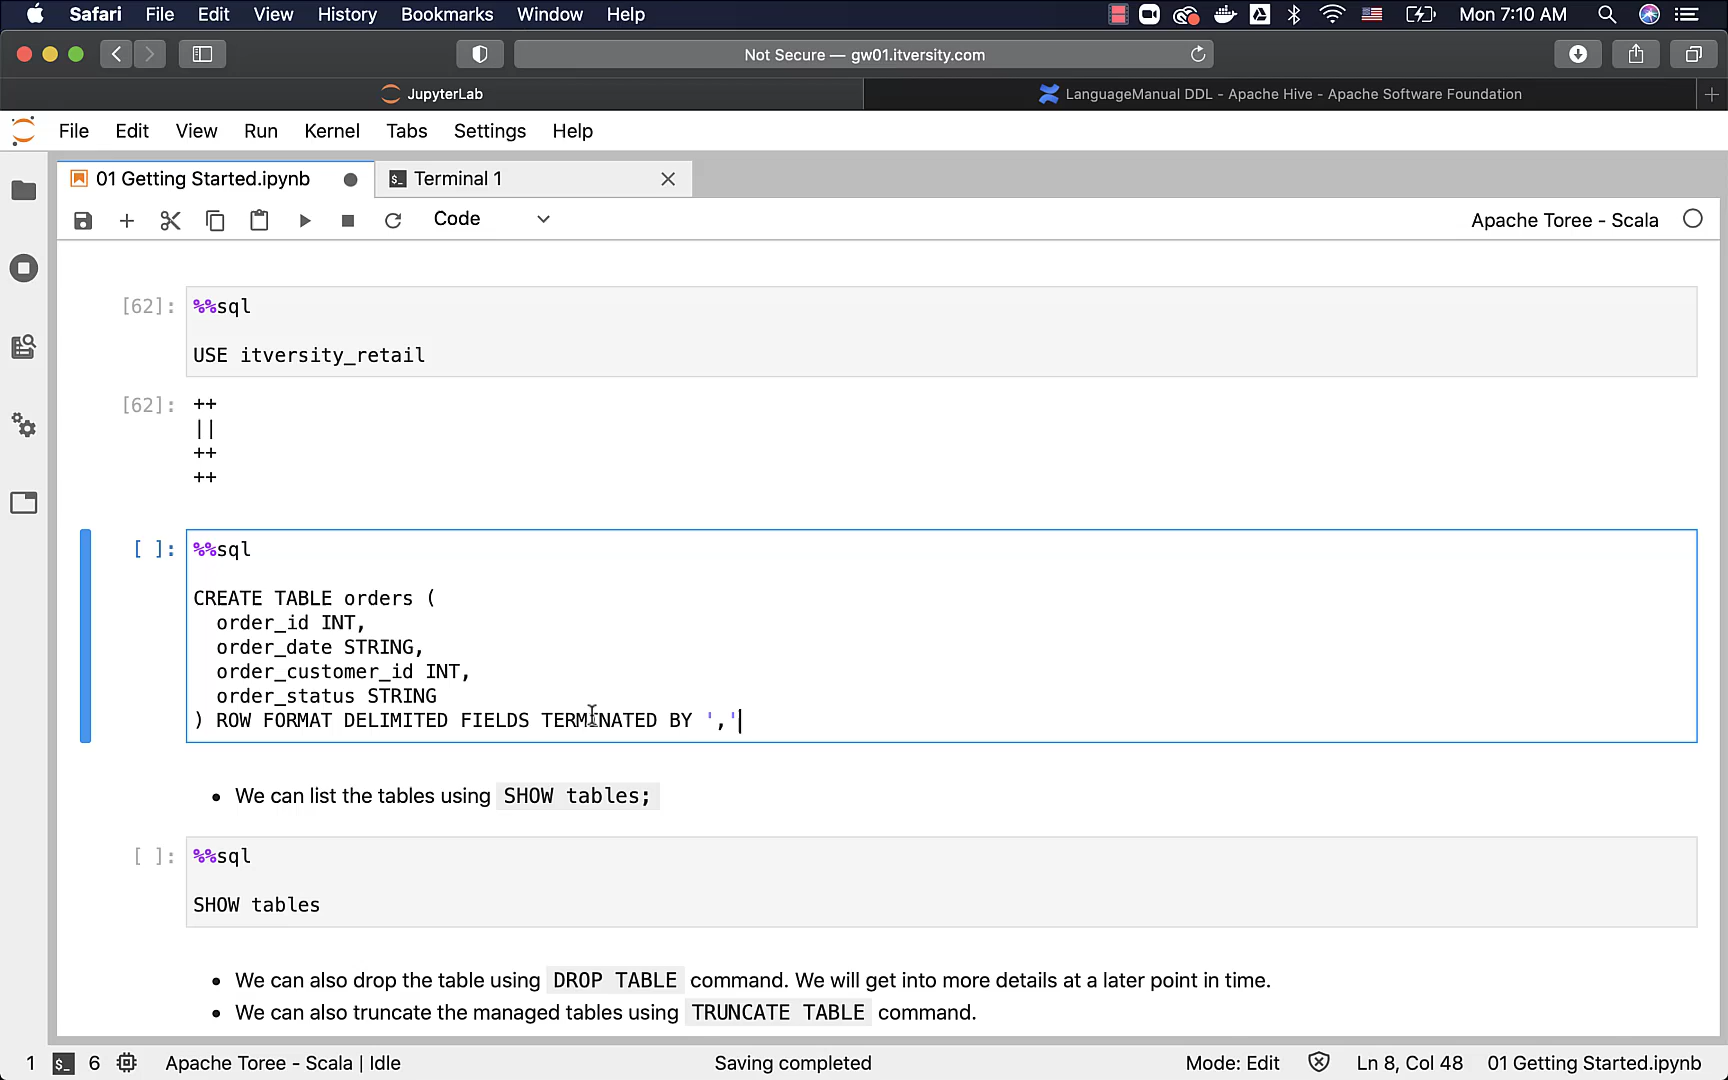 Safari File Edit View History Bookmarks Window Help Mon 7:10 AM
Not Secure — gw01.itversity.com
JupyterLab LanguageManual DDL - Apache Hive - Apache Software Foundation
File Edit View Run Kernel Tabs Settings Help
01 Getting Started.ipynb Terminal 1
Code Apache Toree - Scala
[62]: %%sql
USE itversity_retail
[62]: ++
||
++
++
[ ]: %%sql
CREATE TABLE orders (
order_id INT,
order_date STRING,
order_customer_id INT,
order_status STRING
) ROW FORMAT DELIMITED FIELDS TERMINATED BY ','
• We can list the tables using SHOW tables;
[ ]: %%sql
SHOW tables
• We can also drop the table using DROP TABLE command. We will get into more details at a later point in time.
• We can also truncate the managed tables using TRUNCATE TABLE command.
1 $_ 6 Apache Toree - Scala | Idle Saving completed Mode: Edit Ln 8, Col 48 01 Getting Started.ipynb